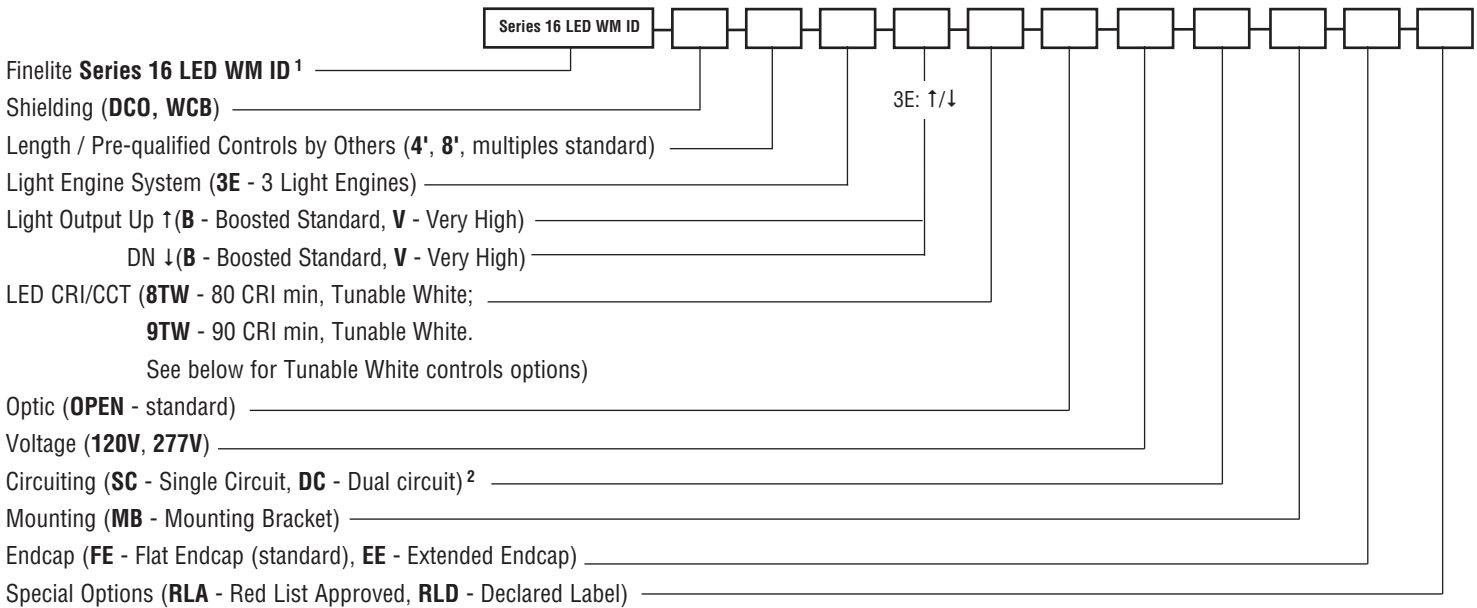 Series 16 LED WM ID
Finelite Series 16 LED WM ID 1
Shielding (DCO, WCB)
3E: ↑/↓
Length / Pre-qualified Controls by Others (4', 8', multiples standard)
Light Engine System (3E - 3 Light Engines)
Light Output Up ↑(B - Boosted Standard, V - Very High)
DN ↓(B - Boosted Standard, V - Very High)
LED CRI/CCT (8TW - 80 CRI min, Tunable White;
9TW - 90 CRI min, Tunable White.
See below for Tunable White controls options)
Optic (OPEN - standard)
Voltage (120V, 277V)
Circuiting (SC - Single Circuit, DC - Dual circuit) 2
Mounting (MB - Mounting Bracket)
Endcap (FE - Flat Endcap (standard), EE - Extended Endcap)
Special Options (RLA - Red List Approved, RLD - Declared Label)